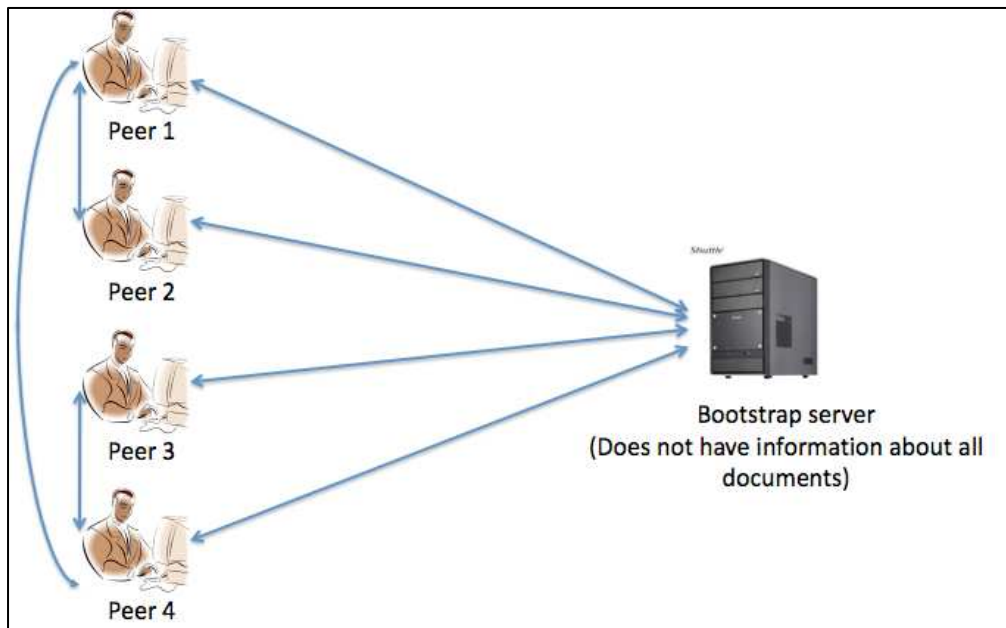 Peer 1
Peer 2
Peer 3
Peer 4
Shuttle
Bootstrap server
(Does not have information about all
documents)